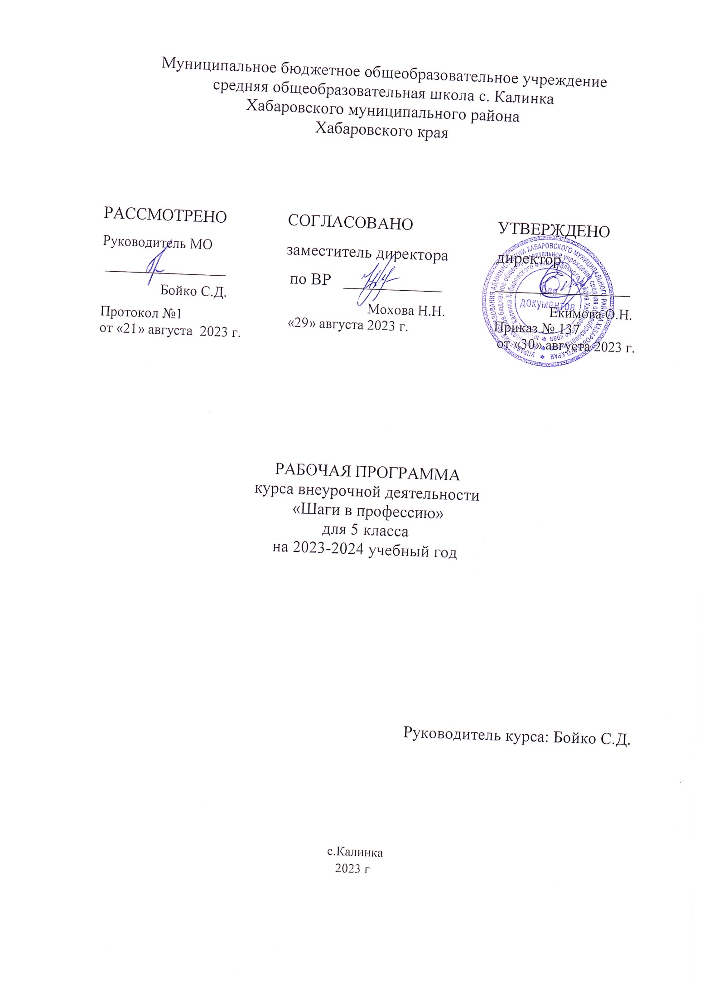 Муниципальное бюджетное общеобразовательное учреждение
средняя общеобразовательная школа с. Калинка
Хабаровского муниципального района
Хабаровского края
РАССМОТРЕНО
Руководитель МО
Бойко С.Д.
Протокол №1
от «21» августа 2023 г.
СОГЛАСОВАНО
заместитель директора
по ВР
Мохова Н.Н.
«29» августа 2023 г.
УТВЕРЖДЕНО
директор
Екимова О.Н.
Приказ № 137
от «30» августа 2023 г.
Для
документов
РАБОЧАЯ ПРОГРАММА
курса внеурочной деятельности
«Шаги в профессию»
для 5 класса
на 2023-2024 учебный год
Руководитель курса: Бойко С.Д.
с.Калинка
2023 г